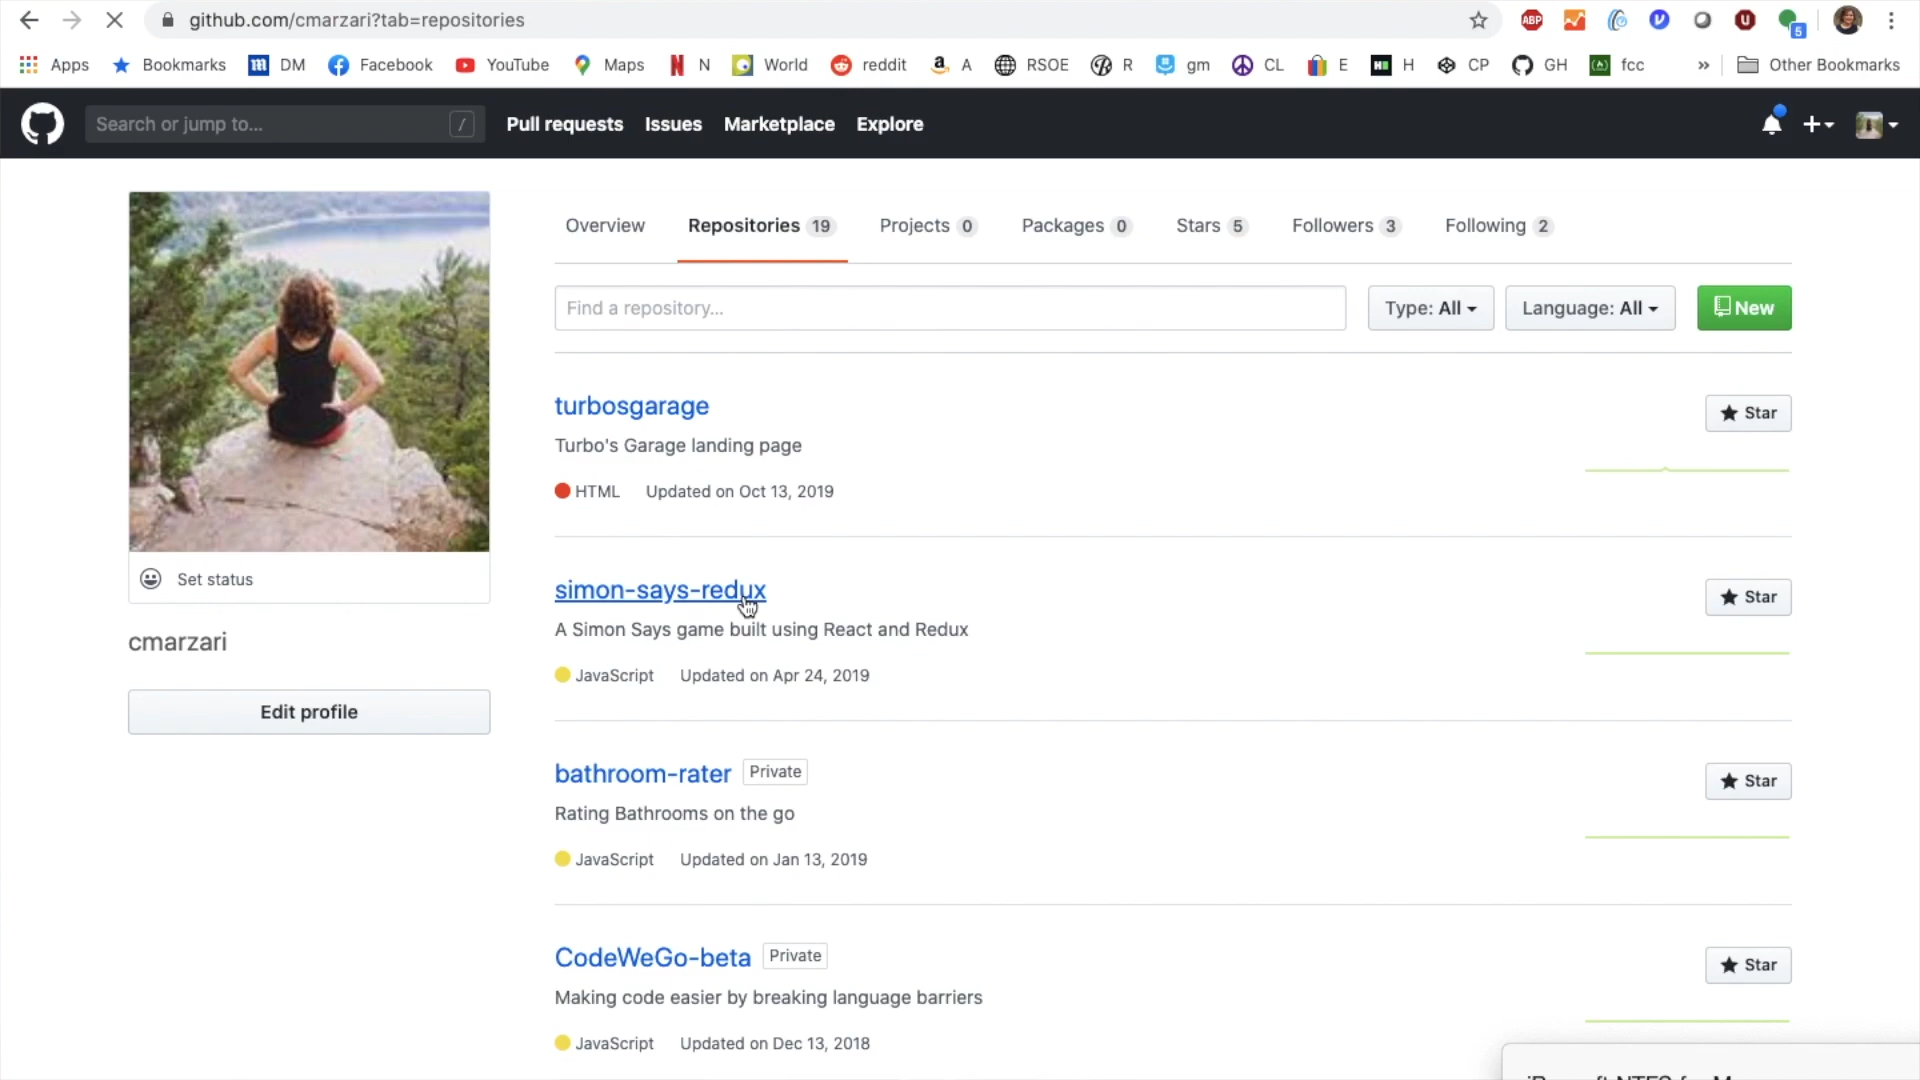 github.com/cmarzari?tab=repositories
ABP
5
Apps Bookmarks DM Facebook YouTube Maps N World reddit A RSOE R gm CL E H CP GH fcc » Other Bookmarks
Search or jump to... / Pull requests Issues Marketplace Explore
Overview Repositories 19 Projects 0 Packages 0 Stars 5 Followers 3 Following 2
Find a repository... Type: All Language: All New
turbosgarage Star
Turbo's Garage landing page
HTML Updated on Oct 13, 2019
Set status
cmarzari
Edit profile
simon-says-redux Star
A Simon Says game built using React and Redux
JavaScript Updated on Apr 24, 2019
bathroom-rater Private Star
Rating Bathrooms on the go
JavaScript Updated on Jan 13, 2019
CodeWeGo-beta Private Star
Making code easier by breaking language barriers
JavaScript Updated on Dec 13, 2018